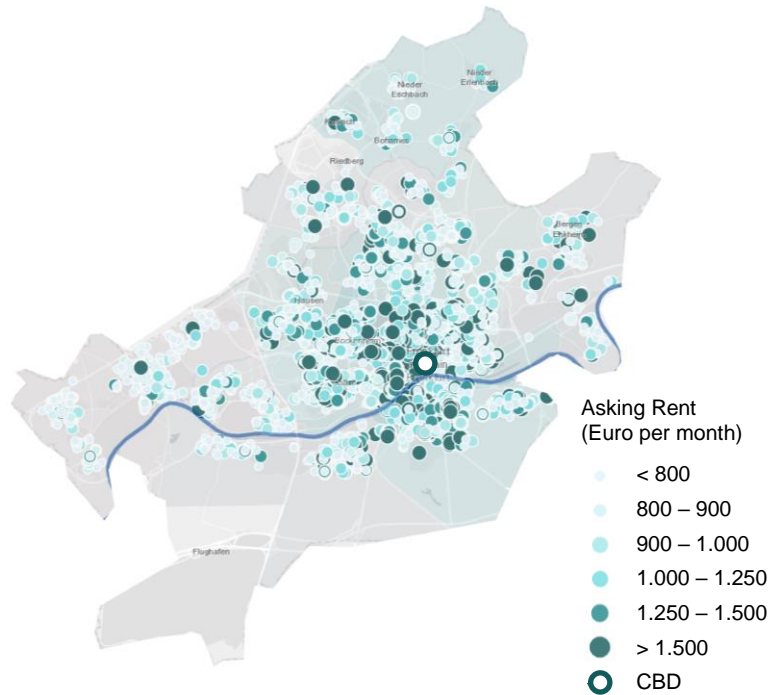 Nieder
Erlenbach
Nieder
Eschbach
Bonames
Riedberg
Bergen
Enkheim
Hausen
Bockenheim
Flughafen
Asking Rent
(Euro per month)
< 800
800 – 900
900 – 1.000
1.000 – 1.250
1.250 – 1.500
> 1.500
CBD